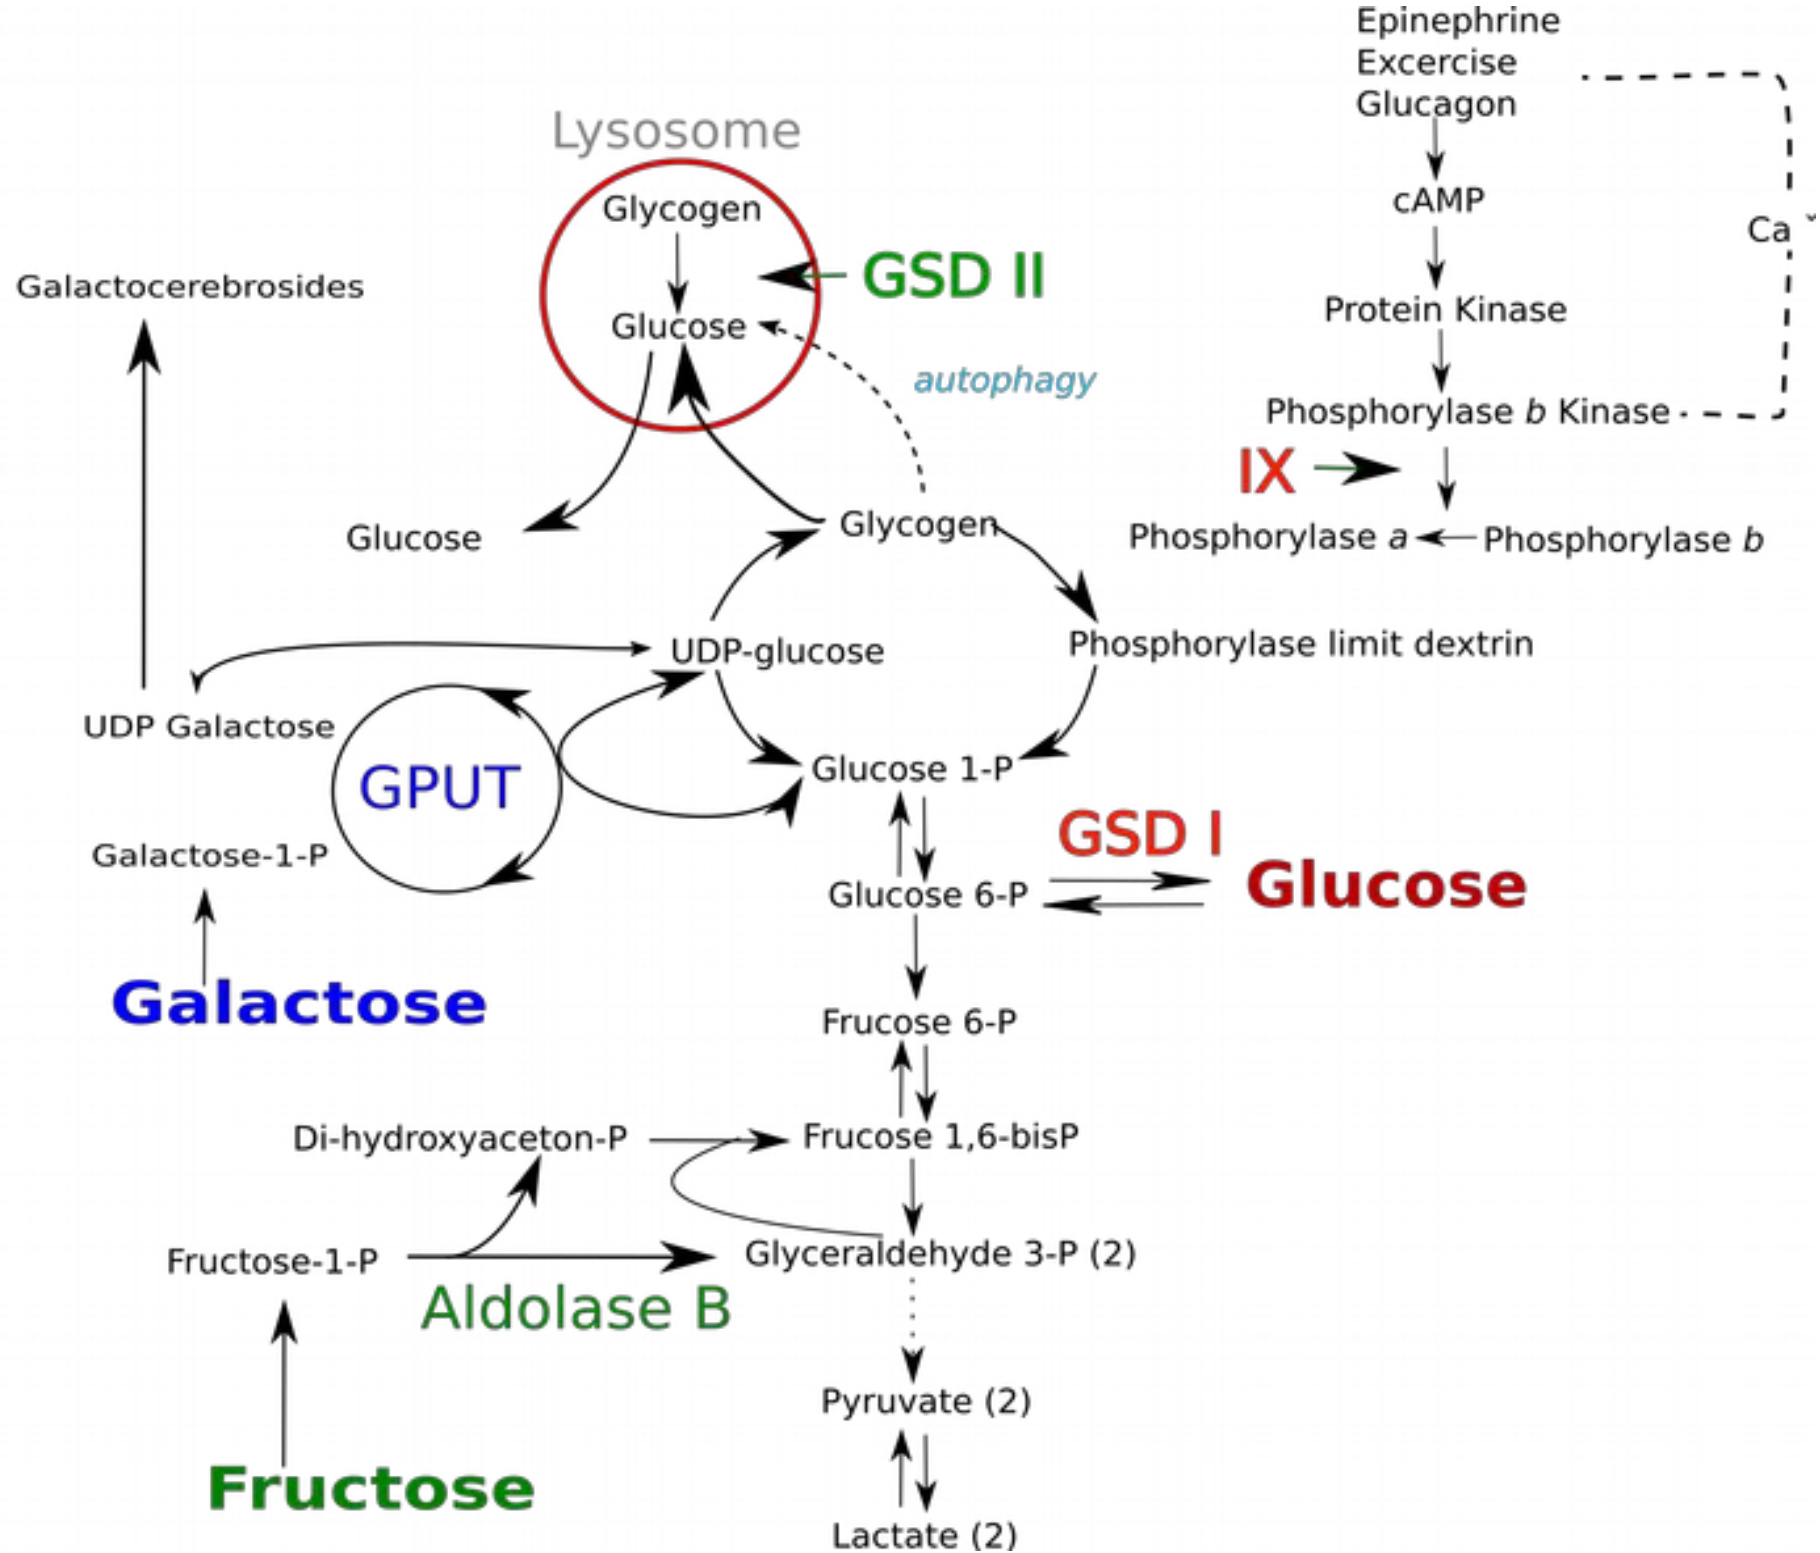 Epinephrine
Excercise
Glucagon
Lysosome
Glycogen
cAMP
Ca
GSD II
Galactocerebrosides
Glucose
Protein Kinase
autophagy
Phosphorylase b Kinase
IX
Glucose
Glycogen
Phosphorylase a
Phosphorylase b
UDP-glucose
Phosphorylase limit dextrin
UDP Galactose
GPUT
Glucose 1-P
GSD I
Galactose-1-P
Glucose 6-P
Glucose
Galactose
Frucose 6-P
Di-hydroxyaceton-P
Frucose 1,6-bisP
Fructose-1-P
Glyceraldehyde 3-P (2)
Aldolase B
Pyruvate (2)
Fructose
Lactate (2)